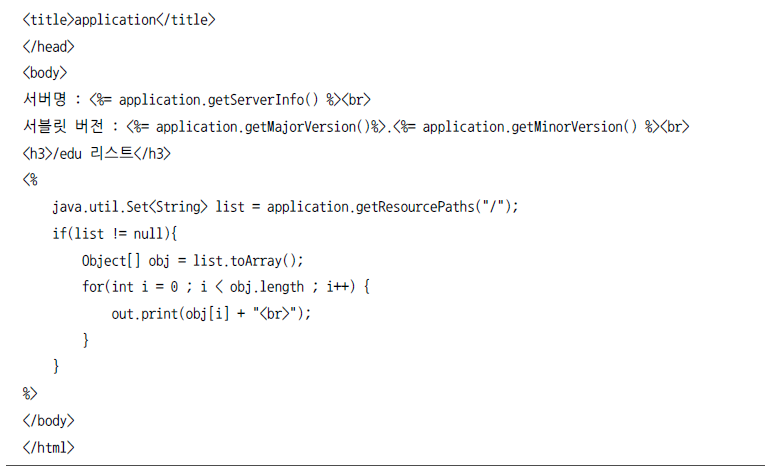 <title>application</title>
</head>
<body>
서버명 : <%= application.getServerInfo() %><br>
서블릿 버전 : <%= application.getMajorVersion()%>.<%= application.getMinorVersion() %><br>
<h3>/edu 리스트</h3>
<%
    java.util.Set<String> list = application.getResourcePaths("/");
    if(list != null){
        Object[] obj = list.toArray();
        for(int i = 0 ; i < obj.length ; i++) {
            out.print(obj[i] + "<br>");
        }
    }
%>
</body>
</html>